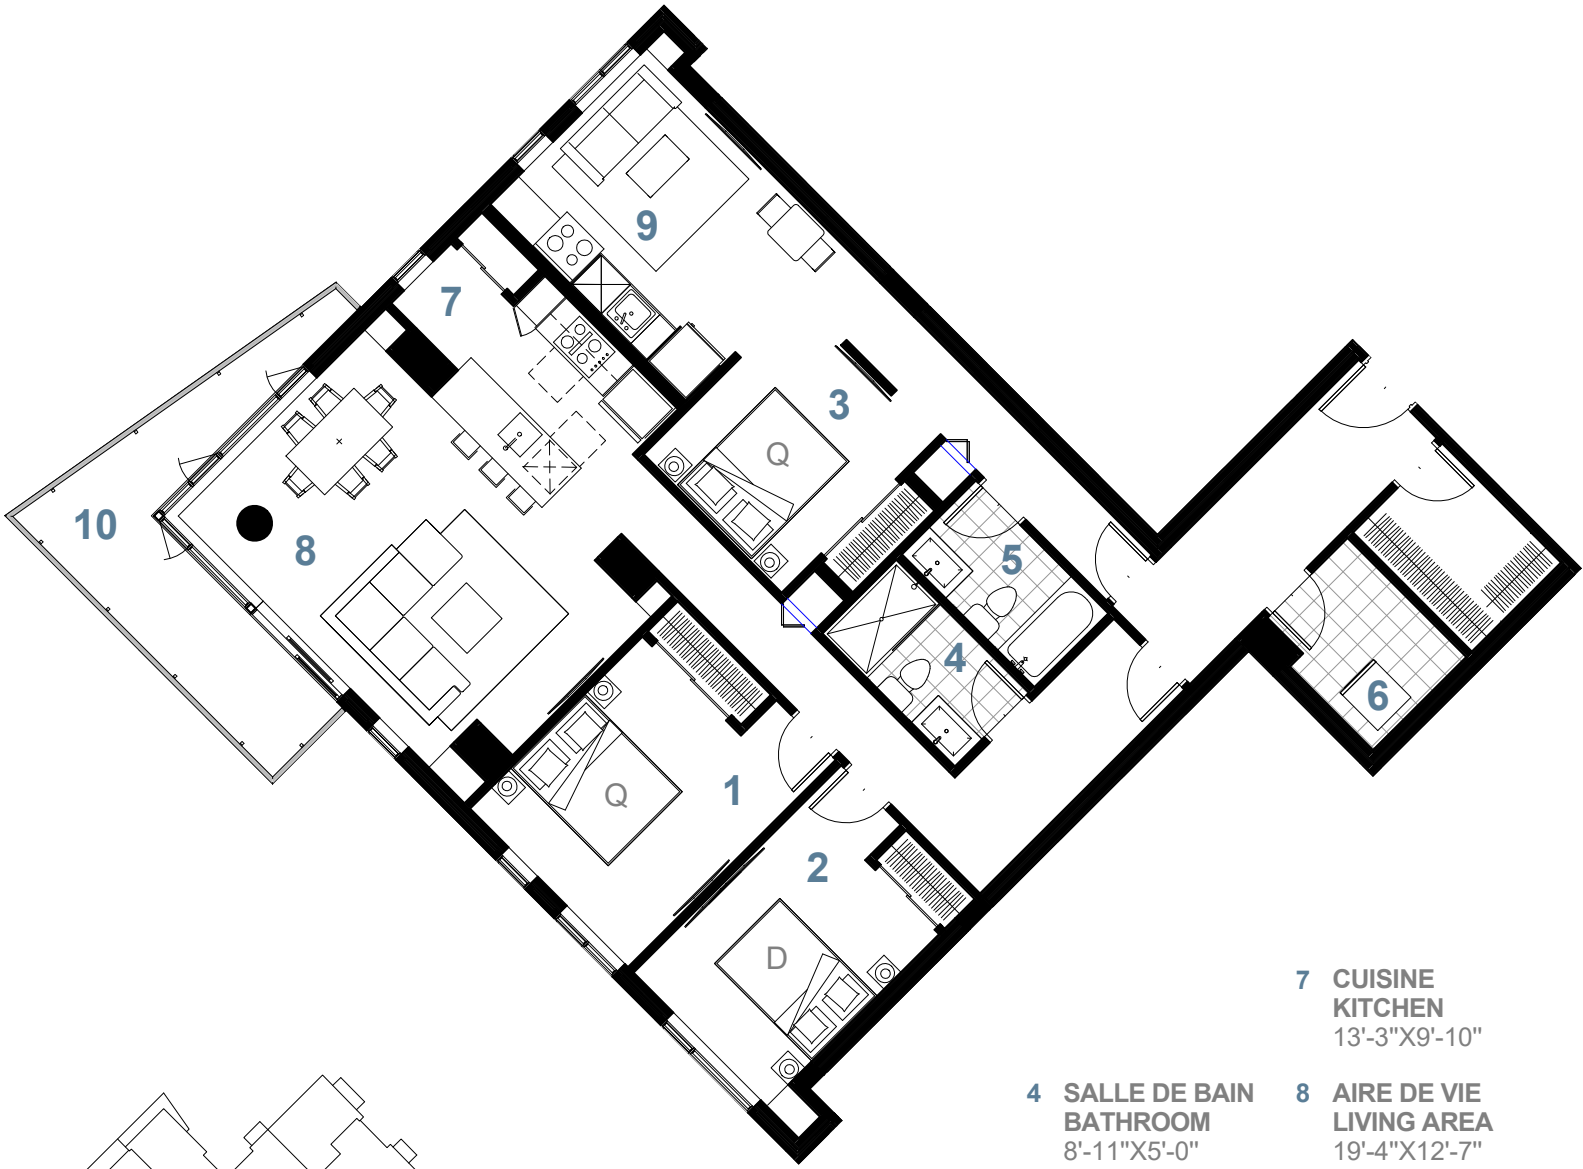 9
7
3
Q
10
8
5
4
6
1
Q
2
D
7 CUISINE
KITCHEN
13'-3"X9'-10"
4 SALLE DE BAIN
BATHROOM
8'-11"X5'-0"
8 AIRE DE VIE
LIVING AREA
19'-4"X12'-7"